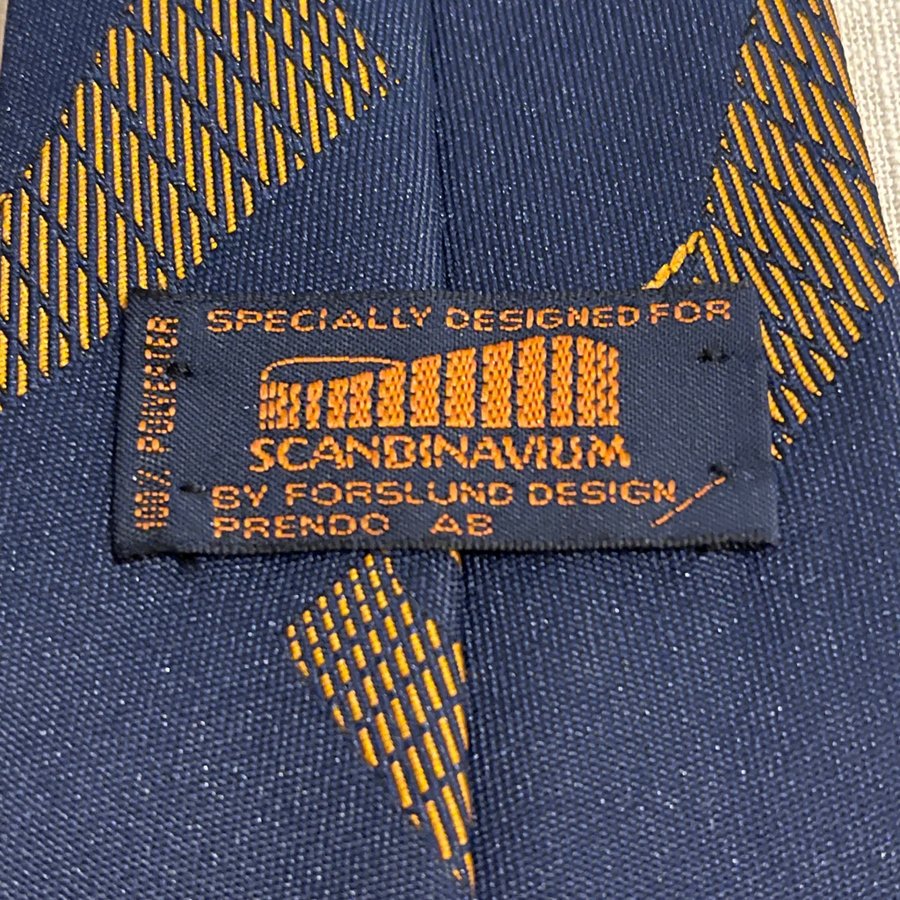 SPECIALLY DESIGNED FOR
SCANDINAVIUM
BY FORSLUND DESIGN
PRENDO AB
100% POLYESTER